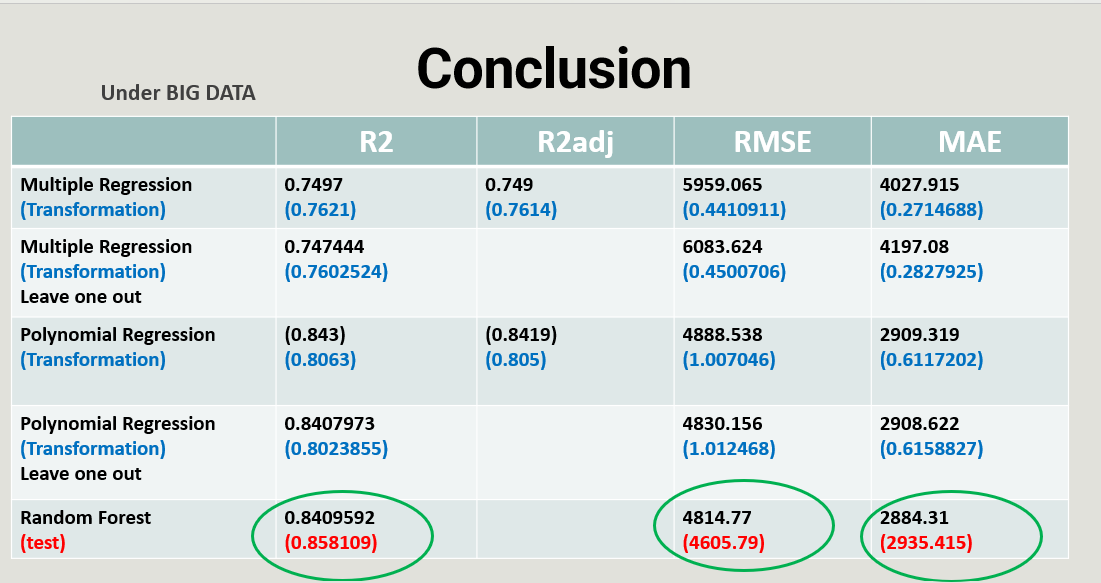 Conclusion
Under BIG DATA
R2 R2adj RMSE MAE
Multiple Regression 0.7497 0.749 5959.065 4027.915
(Transformation) (0.7621) (0.7614) (0.4410911) (0.2714688)
Multiple Regression 0.747444 6083.624 4197.08
(Transformation) (0.7602524) (0.4500706) (0.2827925)
Leave one out
Polynomial Regression (0.843) (0.8419) 4888.538 2909.319
(Transformation) (0.8063) (0.805) (1.007046) (0.6117202)
Polynomial Regression 0.8407973 4830.156 2908.622
(Transformation) (0.8023855) (1.012468) (0.6158827)
Leave one out
Random Forest 0.8409592 4814.77 2884.31
(test) (0.858109) (4605.79) (2935.415)